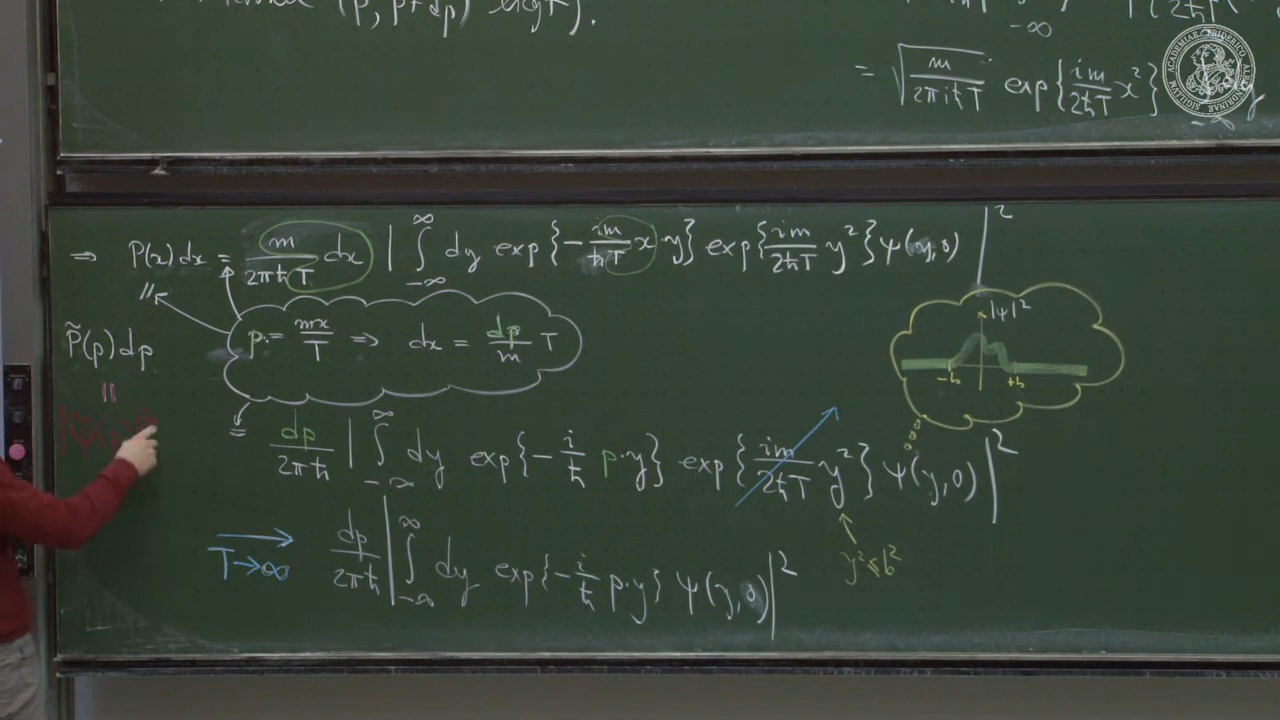 (p, p+dp) liegt).
-∞
= √(m/(2πiħT)) exp{im/(2ħT) x²}
⇒ P(x)dx = m/(2πħT) dx | ∫_{-∞}^{∞} dy exp{-im/(ħT) x·y} exp{im/(2ħT) y²} ψ(y,0) |²
|ψ|²
-b +b
p = mx/T ⇒ dx = dp/m T
P̃(p)dp
= dp/(2πħ) | ∫_{-∞}^{∞} dy exp{-i/ħ p·y} exp{im/(2ħT) y²} ψ(y,0) |²
y²≤b²
T→∞ dp/(2πħ) | ∫_{-∞}^{∞} dy exp{-i/ħ p·y} ψ(y,0) |²